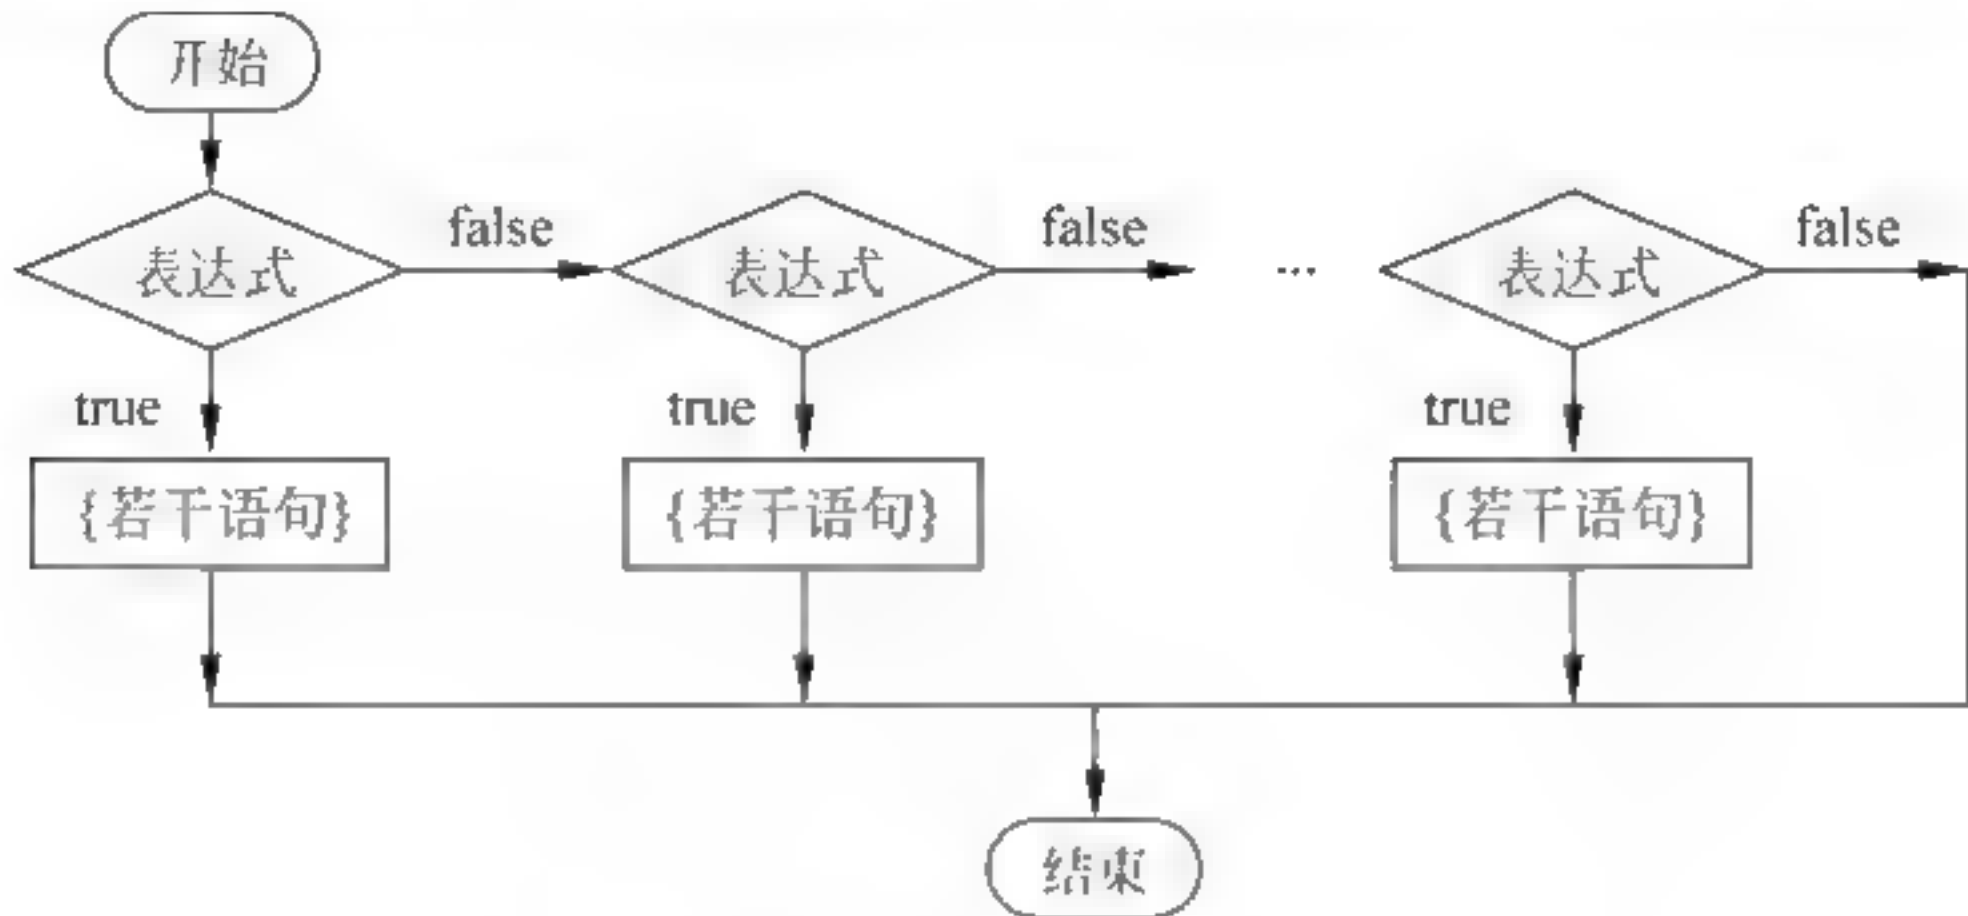 开始
false
false
false
表达式
表达式
...
表达式
true
true
true
{若干语句}
{若干语句}
{若干语句}
结束